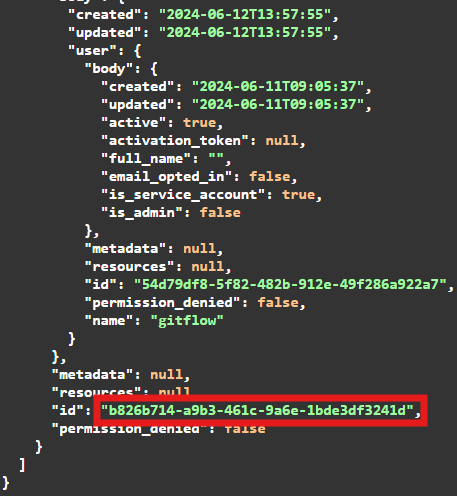 "created": "2024-06-12T13:57:55",
"updated": "2024-06-12T13:57:55",
"user": {
"body": {
"created": "2024-06-11T09:05:37",
"updated": "2024-06-11T09:05:37",
"active": true,
"activation_token": null,
"full_name": "",
"email_opted_in": false,
"is_service_account": true,
"is_admin": false
},
"metadata": null,
"resources": null,
"id": "54d79df8-5f82-482b-912e-49f286a922a7",
"permission_denied": false,
"name": "gitflow"
}
},
"metadata": null,
"resources": null,
"id": "b826b714-a9b3-461c-9a6e-1bde3df3241d",
"permission_denied": false
}
]
}